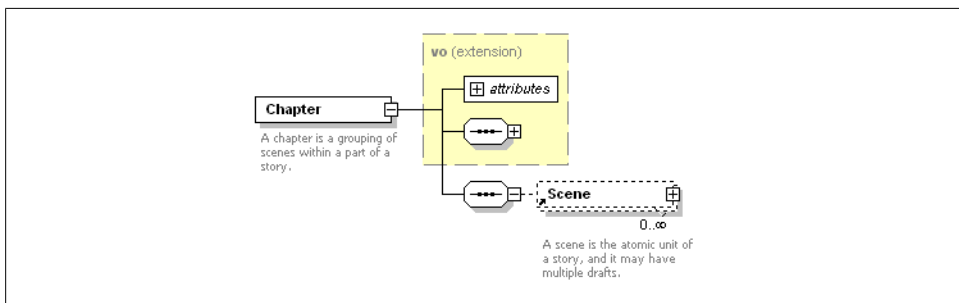 vo (extension)
attributes
Chapter
A chapter is a grouping of
scenes within a part of a
story.
Scene
0..∞
A scene is the atomic unit of
a story, and it may have
multiple drafts.